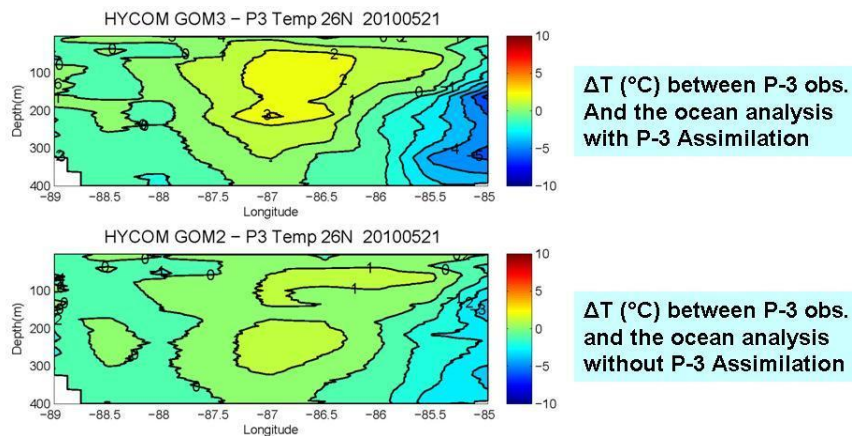 HYCOM GOM3 − P3 Temp 26N 20100521
Depth(m)
100
200
300
400
−89 −88.5 −88 −87.5 −87 −86.5 −86 −85.5 −85
Longitude
10
5
0
−5
−10
ΔT (°C) between P-3 obs.
And the ocean analysis
with P-3 Assimilation
HYCOM GOM2 − P3 Temp 26N 20100521
Depth(m)
100
200
300
400
−89 −88.5 −88 −87.5 −87 −86.5 −86 −85.5 −85
Longitude
10
5
0
−5
−10
ΔT (°C) between P-3 obs.
and the ocean analysis
without P-3 Assimilation